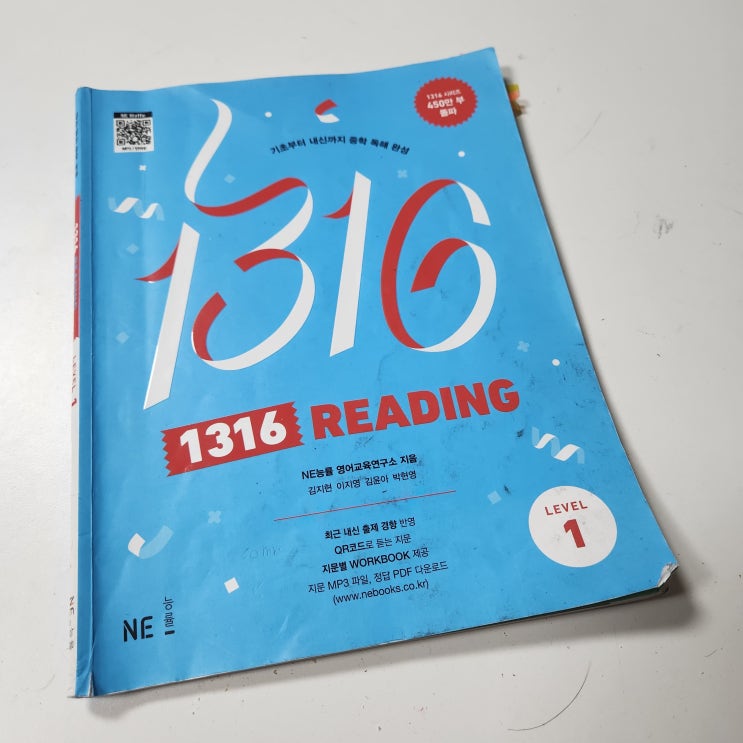 1316 시리즈
450만 부
돌파
기초부터 내신까지 중학 독해 완성
1316
1316 READING
NE능률 영어교육연구소 지음
김지현 이지영 김윤아 박현영
최근 내신 출제 경향 반영
QR코드로 듣는 지문
지문별 WORKBOOK 제공
지문 MP3 파일, 정답 PDF 다운로드
(www.nebooks.co.kr)
LEVEL
1
NE 능률
LEVEL 1
NE 능률